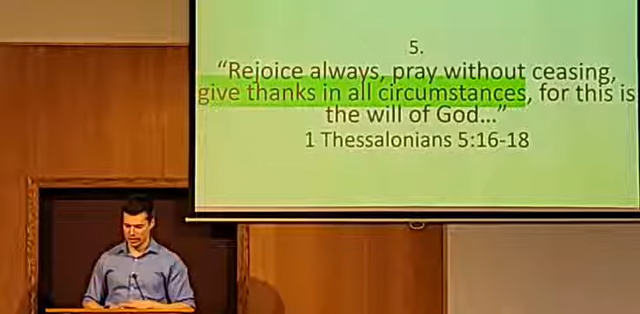 5.
“Rejoice always, pray without ceasing,
give thanks in all circumstances, for this is
the will of God...”
1 Thessalonians 5:16-18